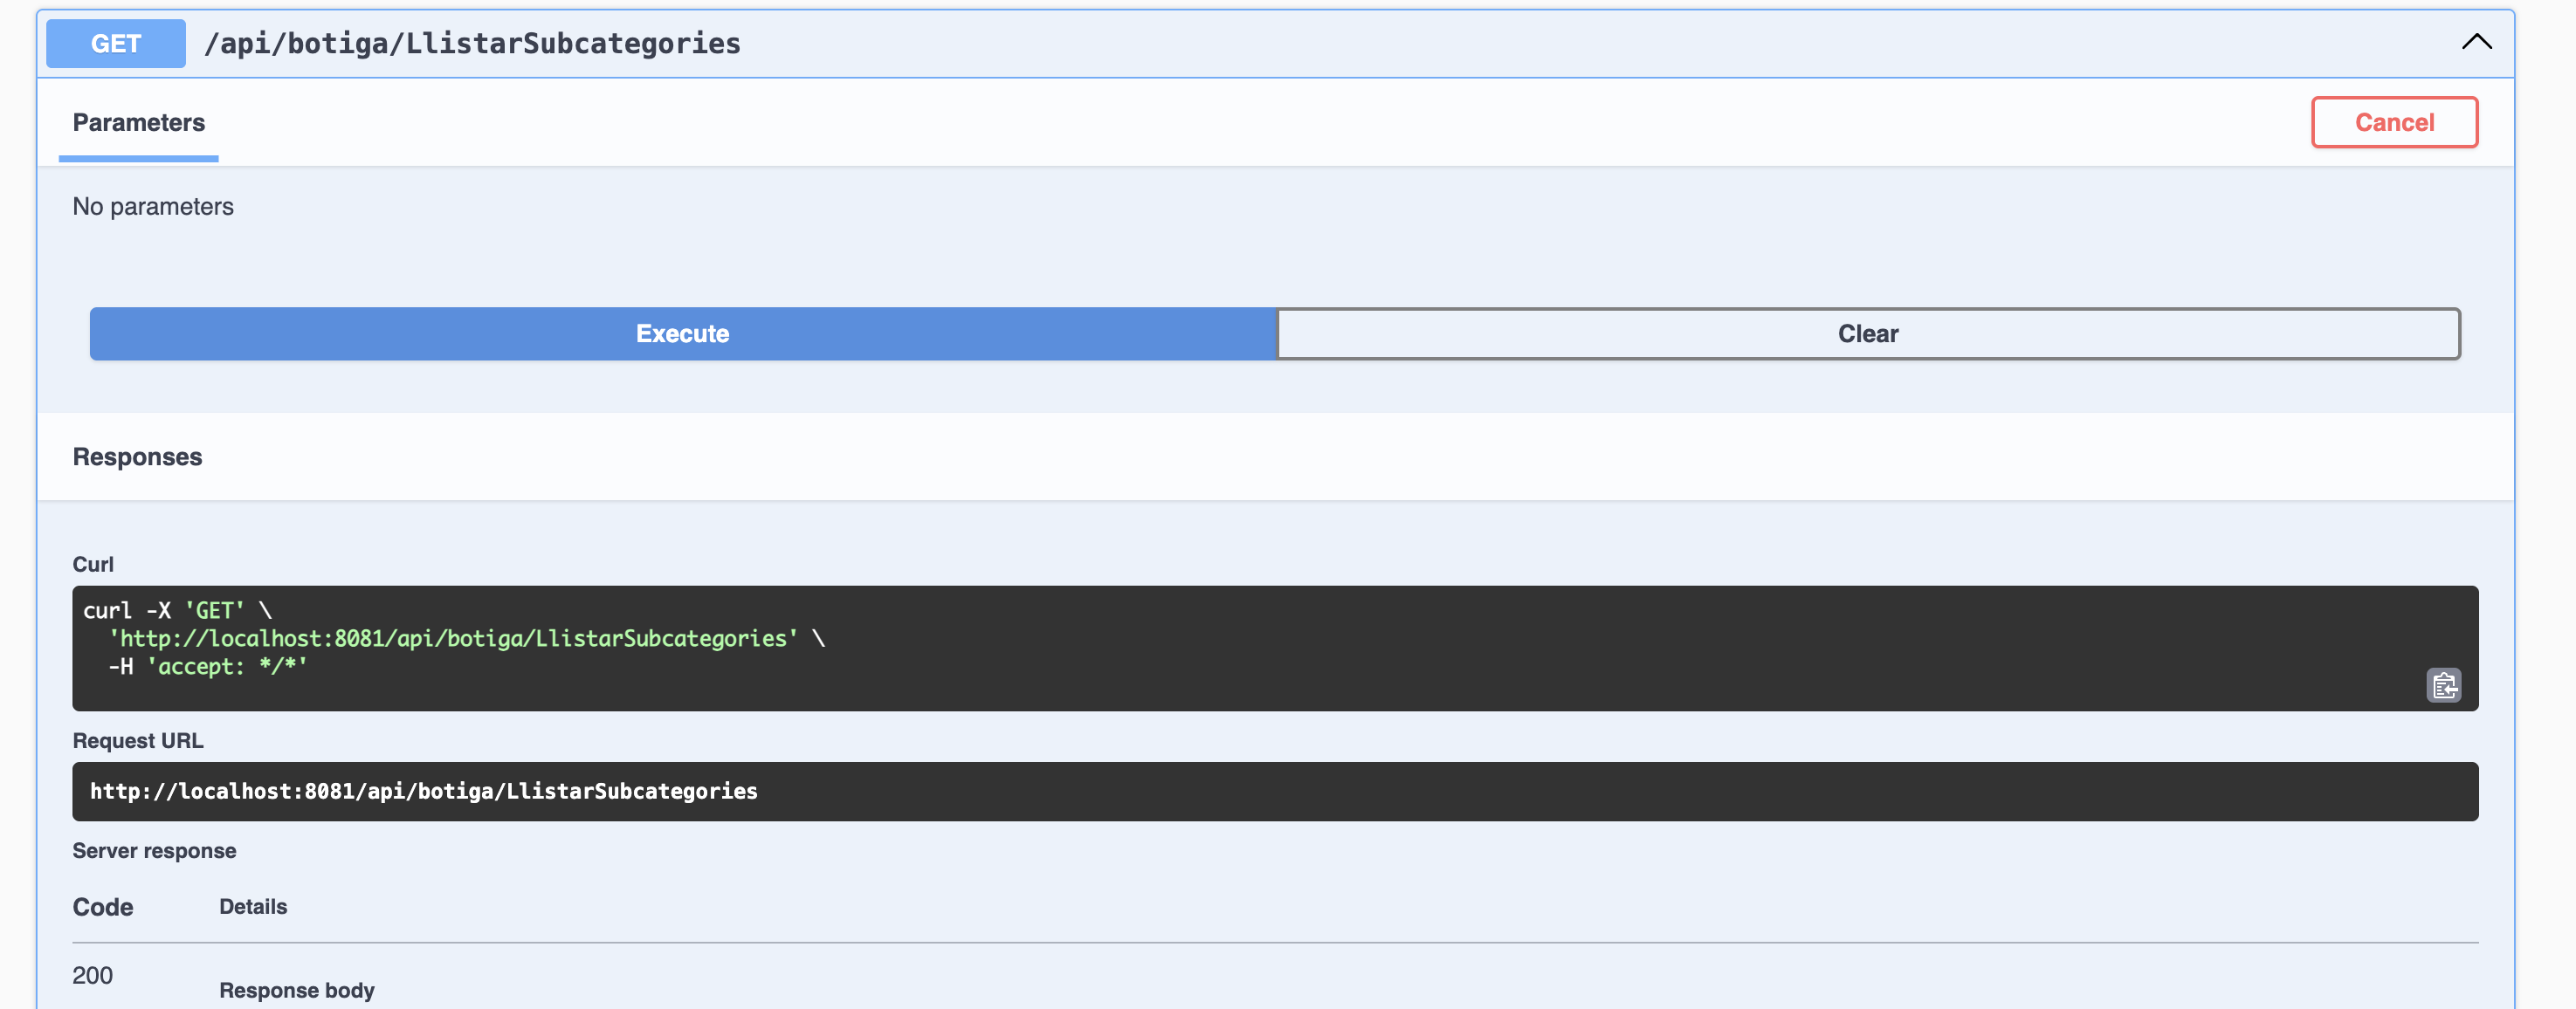 GET /api/botiga/LlistarSubcategories
Parameters
Cancel
No parameters
Execute
Clear
Responses
Curl
curl -X 'GET' \
  'http://localhost:8081/api/botiga/LlistarSubcategories' \
  -H 'accept: */*'
Request URL
http://localhost:8081/api/botiga/LlistarSubcategories
Server response
Code Details
200
Response body